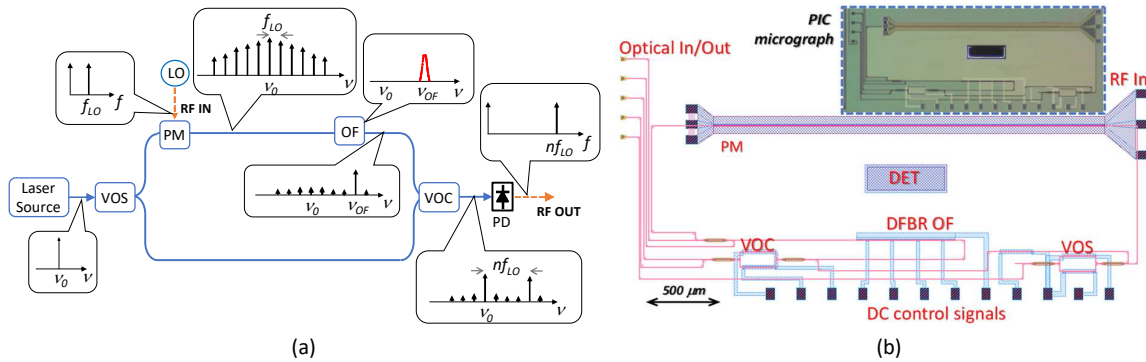 f_LO
f
LO
RF IN
PM
f_LO
ν_0
ν
ν_0
ν_OF
ν
OF
nf_LO
f
Laser
Source
VOS
ν_0
ν
ν_0
ν_OF
ν
VOC
PD
RF OUT
nf_LO
ν_0
ν
(a)
PIC
micrograph
Optical In/Out
RF In
PM
DET
DFBR OF
VOC
VOS
500 μm
DC control signals
(b)